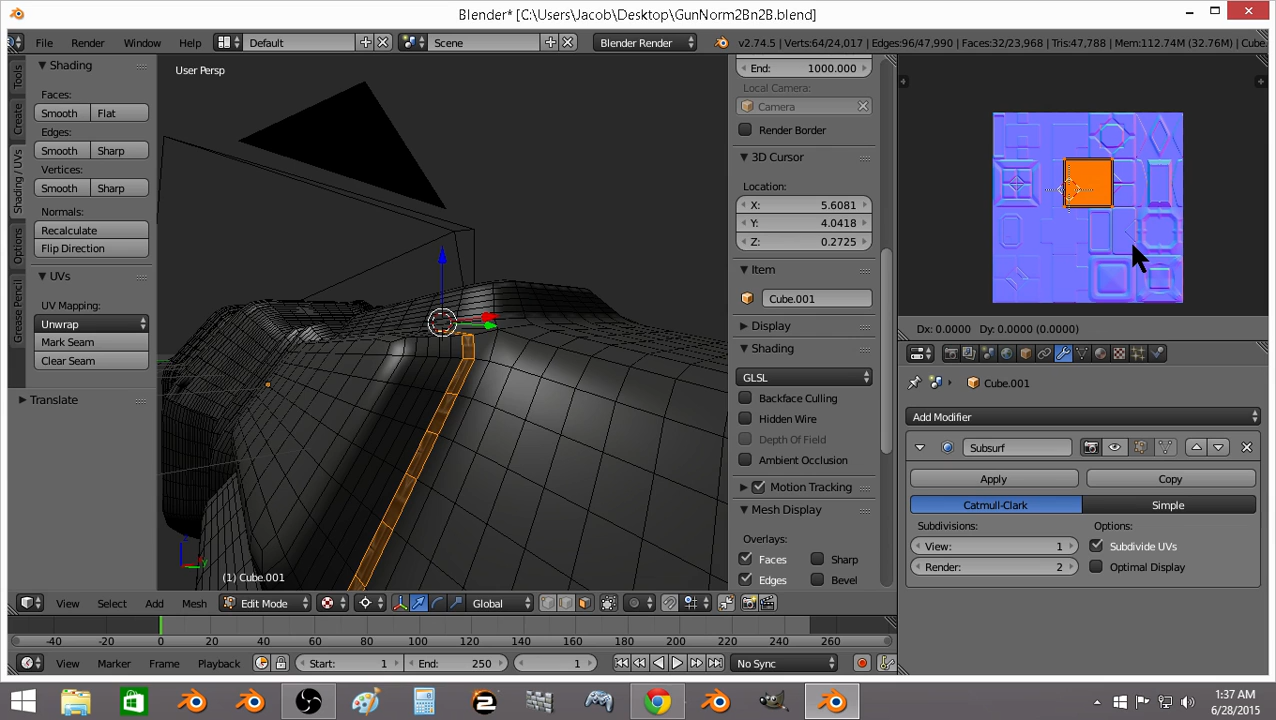 Blender* [C:\Users\Jacob\Desktop\GunNorm2Bn2B.blend]
File Render Window Help Default Scene Blender Render v2.74.5 | Verts:64/24,017 | Edges:96/47,990 | Faces:32/23,968 | Tris:47,788 | Mem:112.74M (32.76M) | Cube.
Tools
Create
Shading / UVs
Options
Grease Pencil
Shading
Faces:
Smooth Flat
Edges:
Smooth Sharp
Vertices:
Smooth Sharp
Normals:
Recalculate
Flip Direction
UVs
UV Mapping:
Unwrap
Mark Seam
Clear Seam
Translate
User Persp
(1) Cube.001
End: 1000.000
Local Camera:
Camera
Render Border
3D Cursor
Location:
X: 5.6081
Y: 4.0418
Z: 0.2725
Item
Cube.001
Display
Shading
GLSL
Backface Culling
Hidden Wire
Depth Of Field
Ambient Occlusion
Motion Tracking
Mesh Display
Overlays:
Faces Sharp
Edges Bevel
Dx: 0.0000 Dy: 0.0000 (0.0000)
Cube.001
Add Modifier
Subsurf
Apply Copy
Catmull-Clark Simple
Subdivisions: Options:
View: 1 Subdivide UVs
Render: 2 Optimal Display
View Select Add Mesh Edit Mode Global
-40 -20 0 20 40 60 80 100 120 140 160 180 200 220 240 260
View Marker Frame Playback Start: 1 End: 250 1 No Sync
1:37 AM
6/28/2015